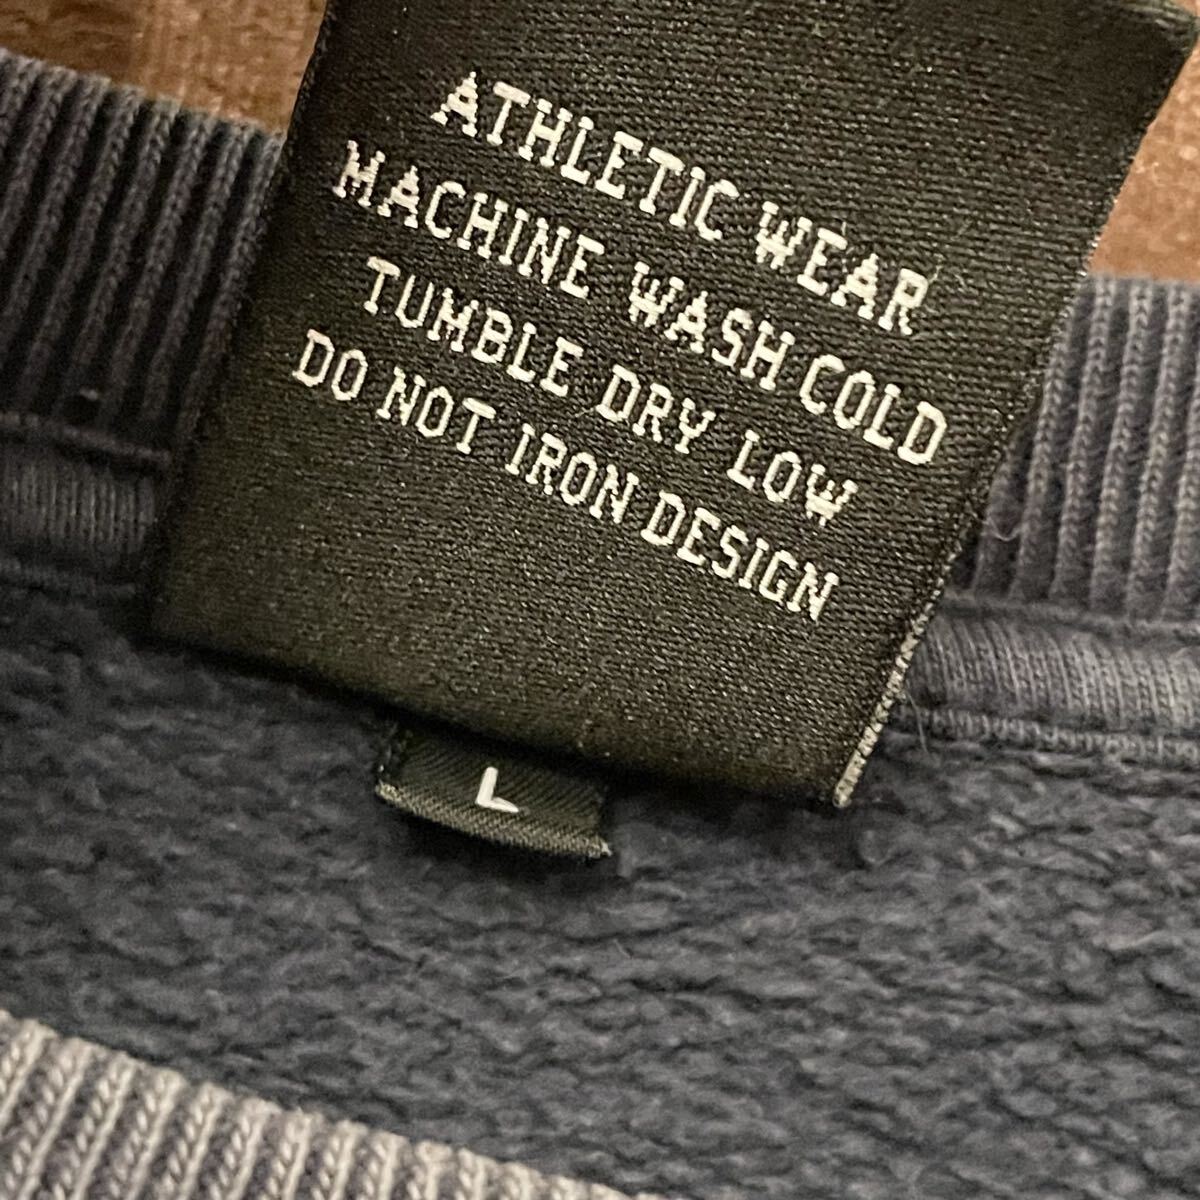 ATHLETIC WEAR
MACHINE WASH COLD
TUMBLE DRY LOW
DO NOT IRON DESIGN
L